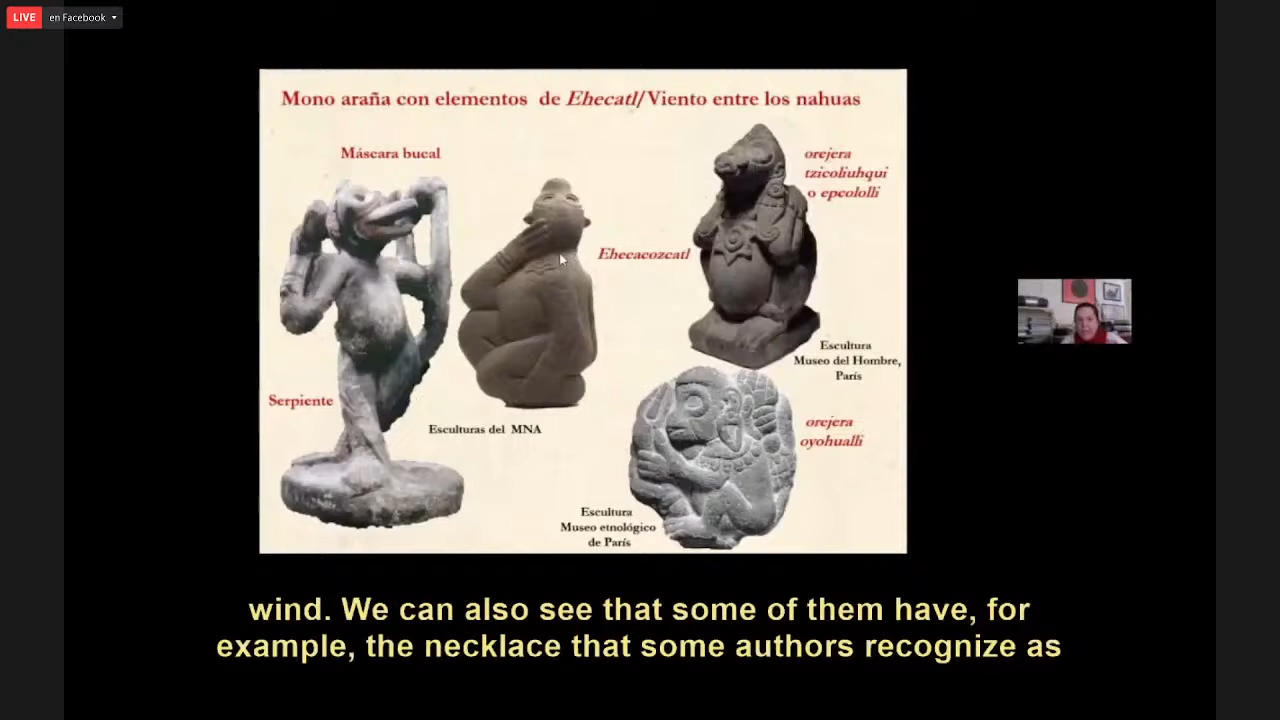 LIVE en Facebook
Mono araña con elementos de Ehecatl/Viento entre los nahuas
Máscara bucal
orejera
tzicoliuhqui
o epcololli
Ehecacozcatl
Escultura
Museo del Hombre,
París
Serpiente
Esculturas del MNA
orejera
oyohualli
Escultura
Museo etnológico
de París
wind. We can also see that some of them have, for
example, the necklace that some authors recognize as